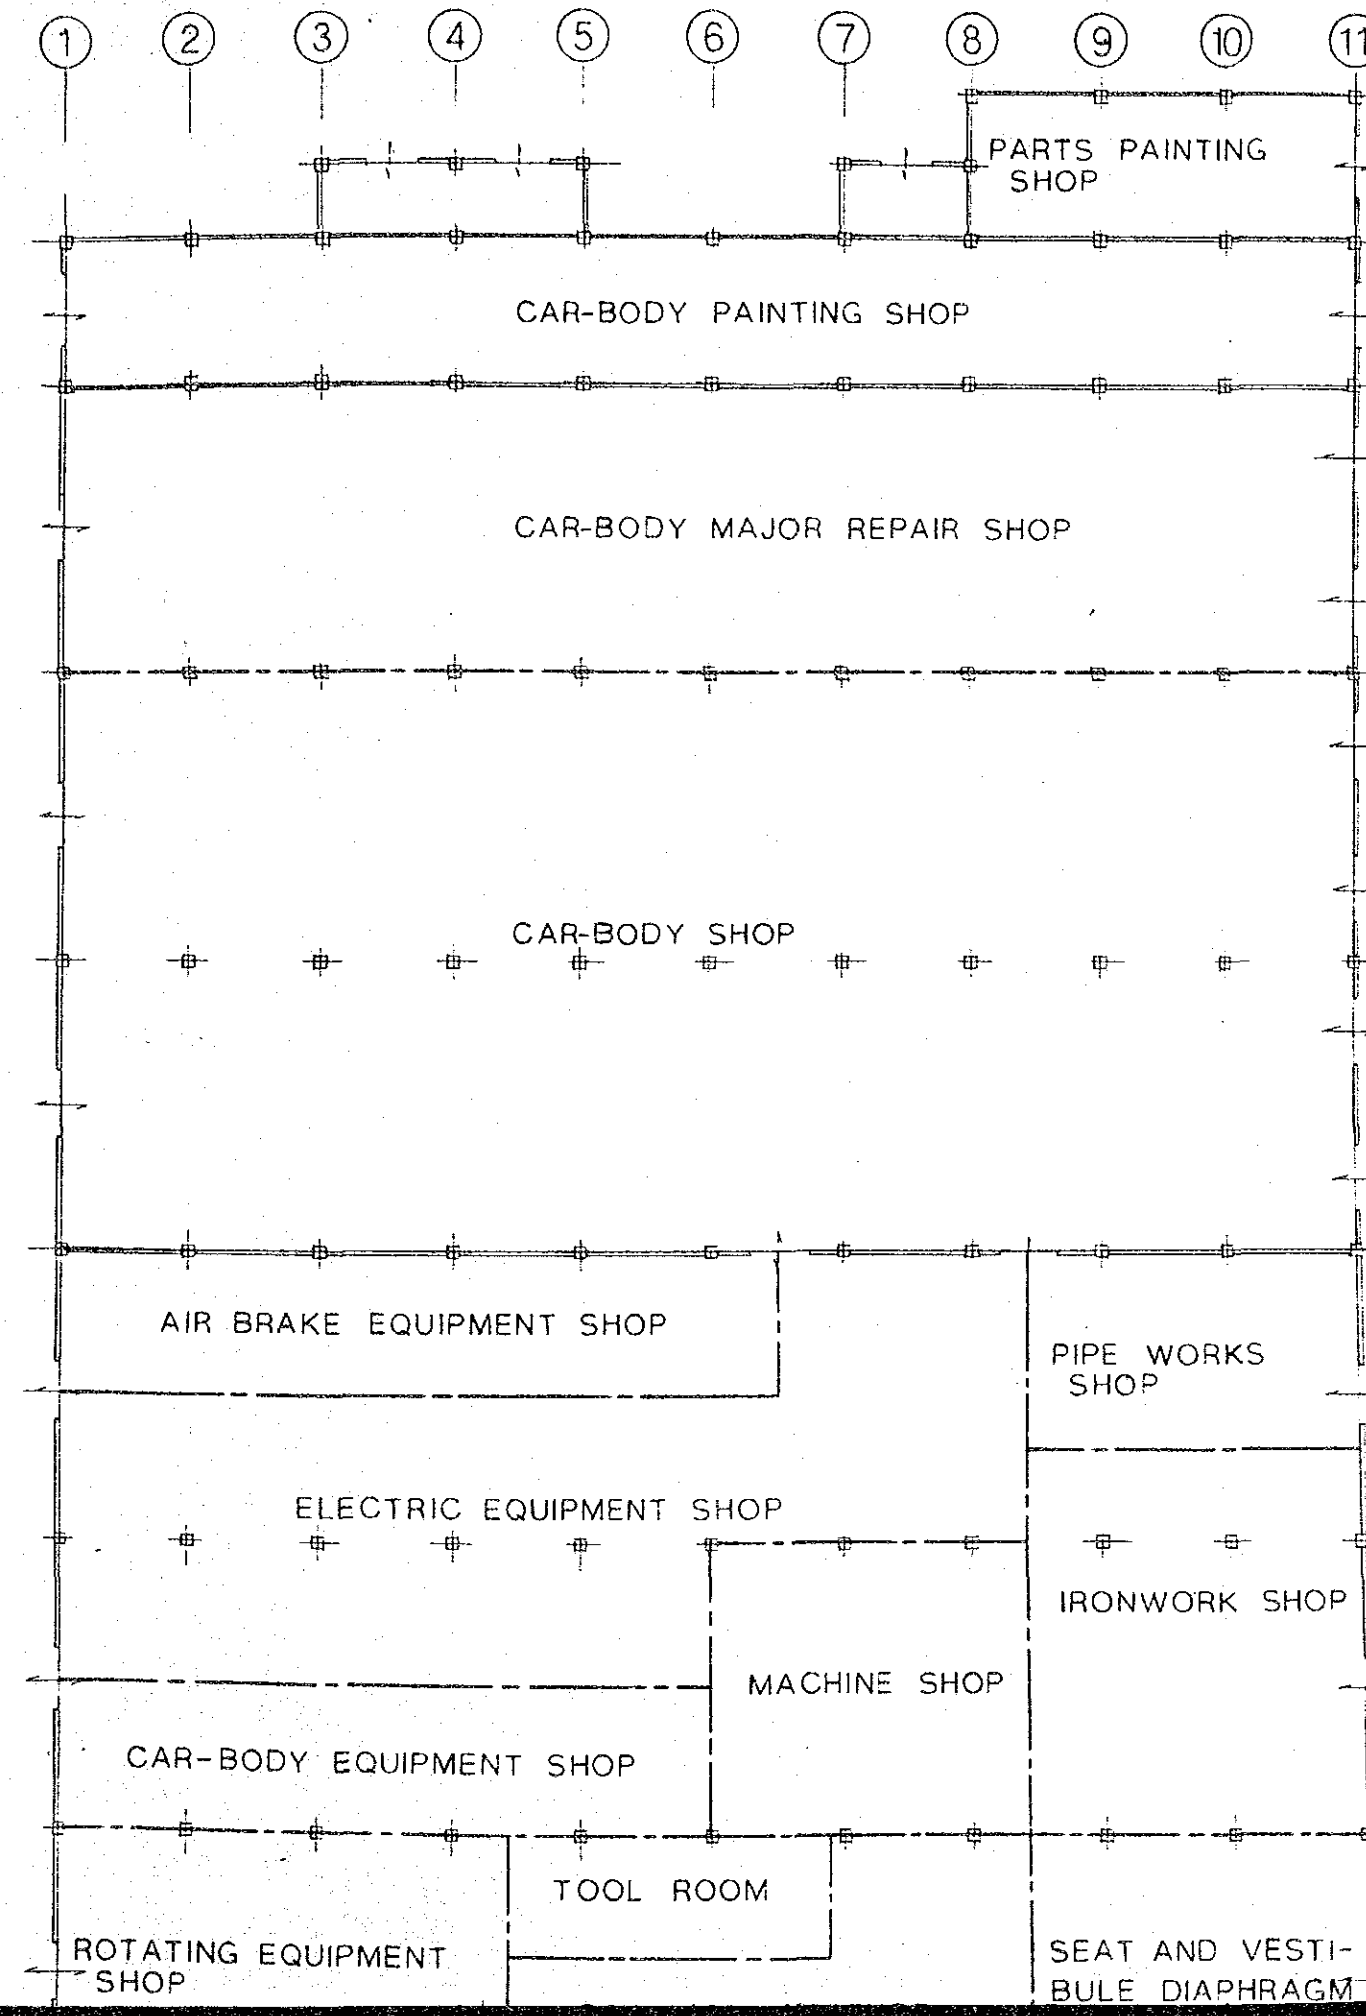 1 2 3 4 5 6 7 8 9 10 11
PARTS PAINTING
SHOP
CAR-BODY PAINTING SHOP
CAR-BODY MAJOR REPAIR SHOP
CAR-BODY SHOP
AIR BRAKE EQUIPMENT SHOP
PIPE WORKS
SHOP
ELECTRIC EQUIPMENT SHOP
IRONWORK SHOP
MACHINE SHOP
CAR-BODY EQUIPMENT SHOP
TOOL ROOM
ROTATING EQUIPMENT
SHOP
SEAT AND VESTI-
BULE DIAPHRAGM